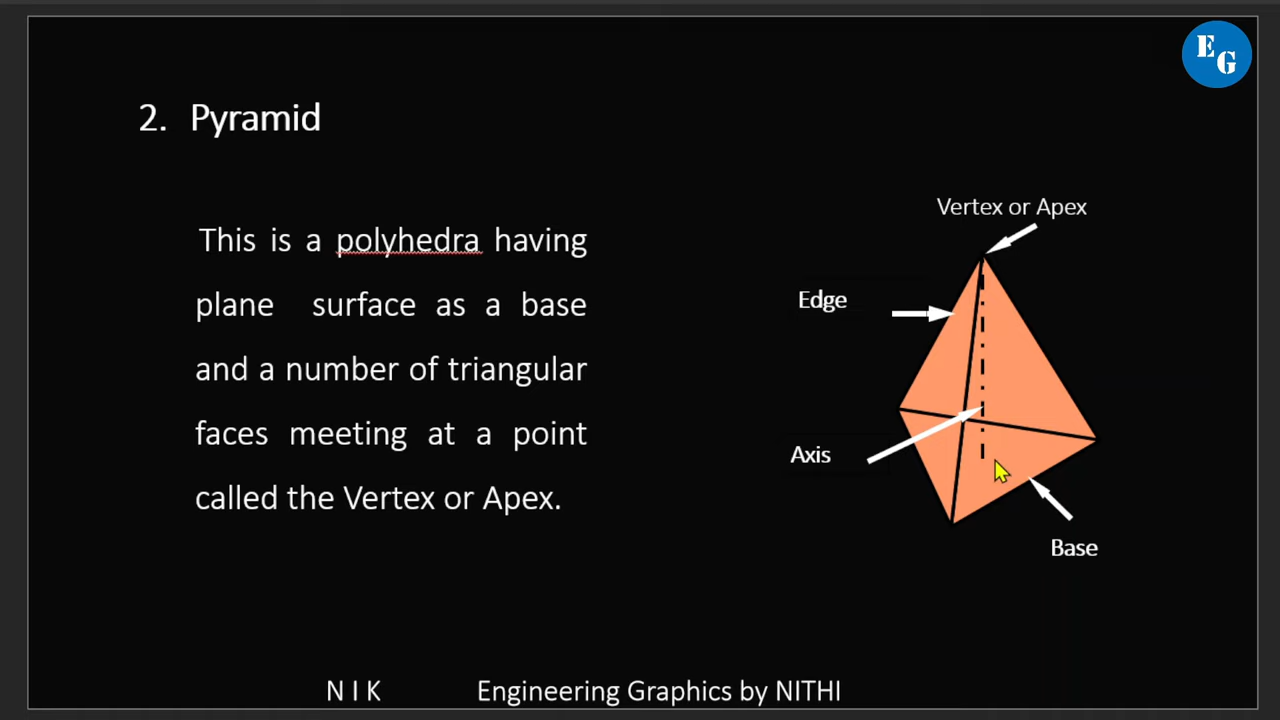 E
G
2. Pyramid
This is a polyhedra having
plane surface as a base
and a number of triangular
faces meeting at a point
called the Vertex or Apex.
Vertex or Apex
Edge
Axis
Base
N I K Engineering Graphics by NITHI